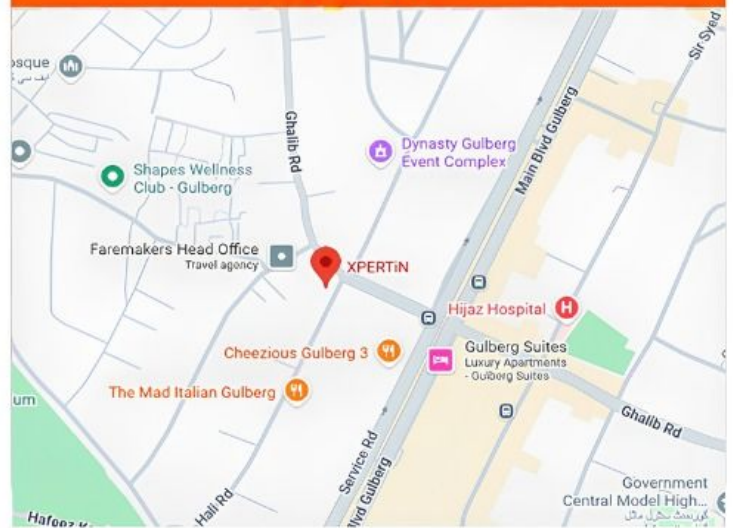 Sir Syed
osque
Ghalib Rd
Dynasty Gulberg
Event Complex
Main Blvd Gulberg
Shapes Wellness
Club - Gulberg
Faremakers Head Office
Travel agency
XPERTiN
Hijaz Hospital
H
Cheezious Gulberg 3
Gulberg Suites
Luxury Apartments
- Gulberg Suites
The Mad Italian Gulberg
um
Ghalib Rd
Service Rd
lvd Gulberg
Hali Rd
Government
Central Model High...
Hafeez K